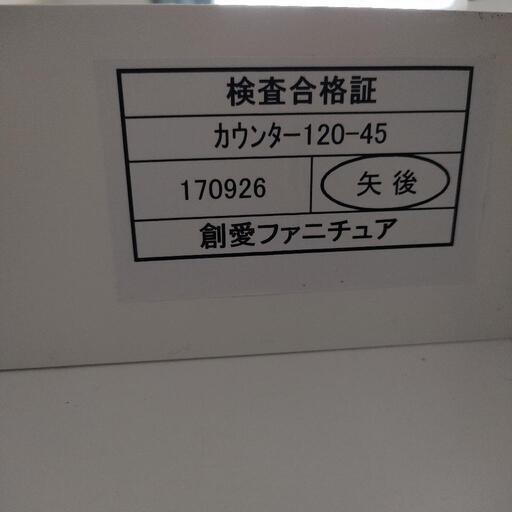 検査合格証
カウンター120-45
170926 矢後
創愛ファニチュア